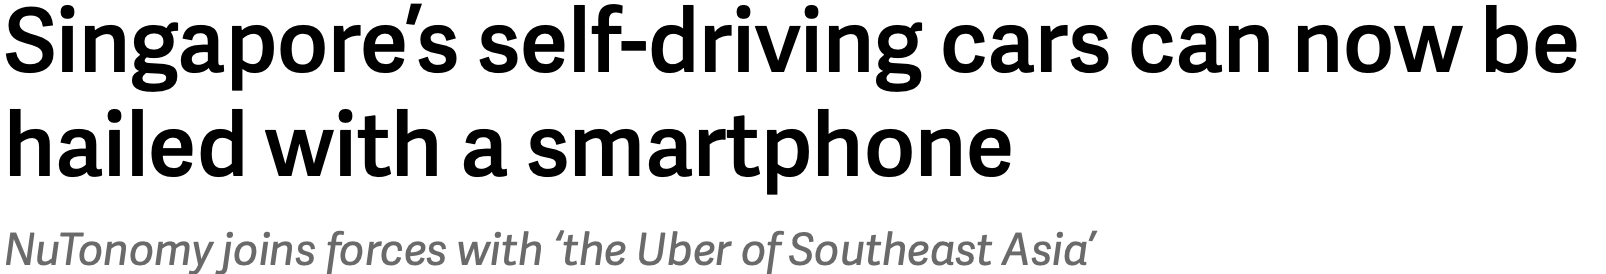 Singapore’s self-driving cars can now be
hailed with a smartphone
NuTonomy joins forces with ‘the Uber of Southeast Asia’